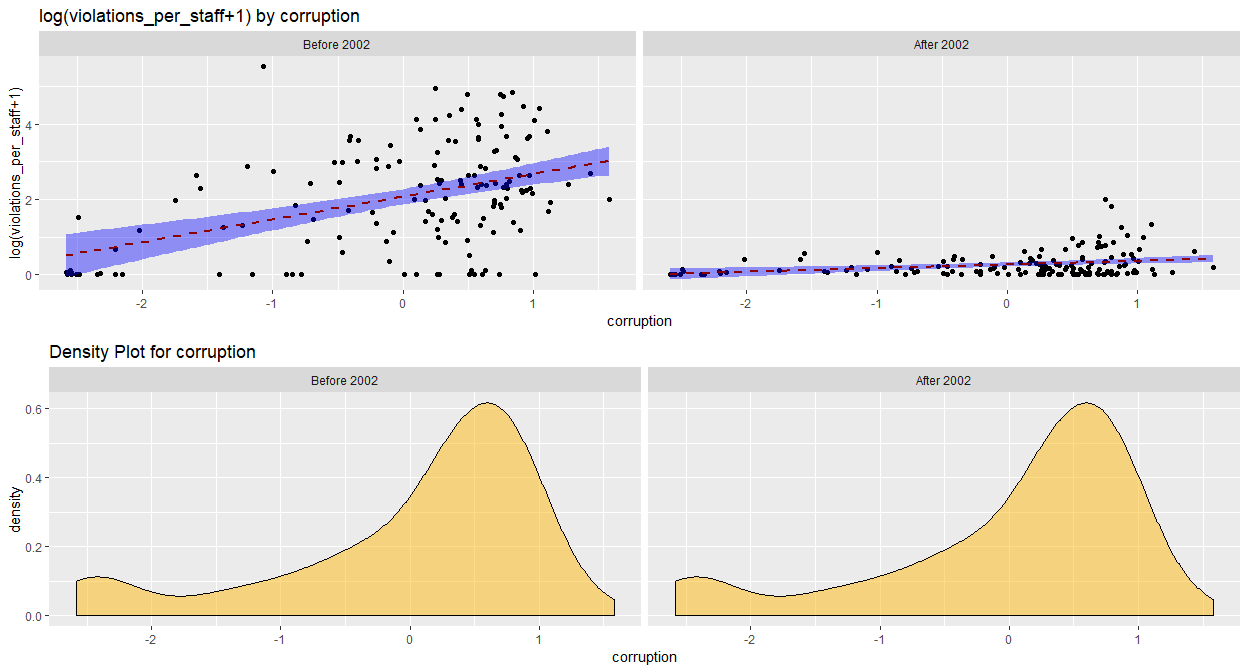 log(violations_per_staff+1) by corruption
Before 2002
After 2002
log(violations_per_staff+1)
4
2
0
-2
-1
0
1
-2
-1
0
1
corruption
Density Plot for corruption
Before 2002
After 2002
density
0.6
0.4
0.2
0.0
-2
-1
0
1
-2
-1
0
1
corruption